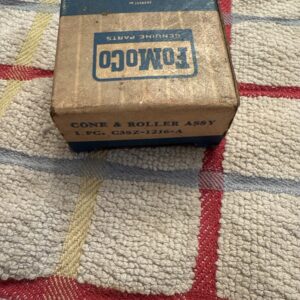 FoMoCo
GENUINE PARTS
CONE & ROLLER ASSY
1 PC. C3SZ-1216-A